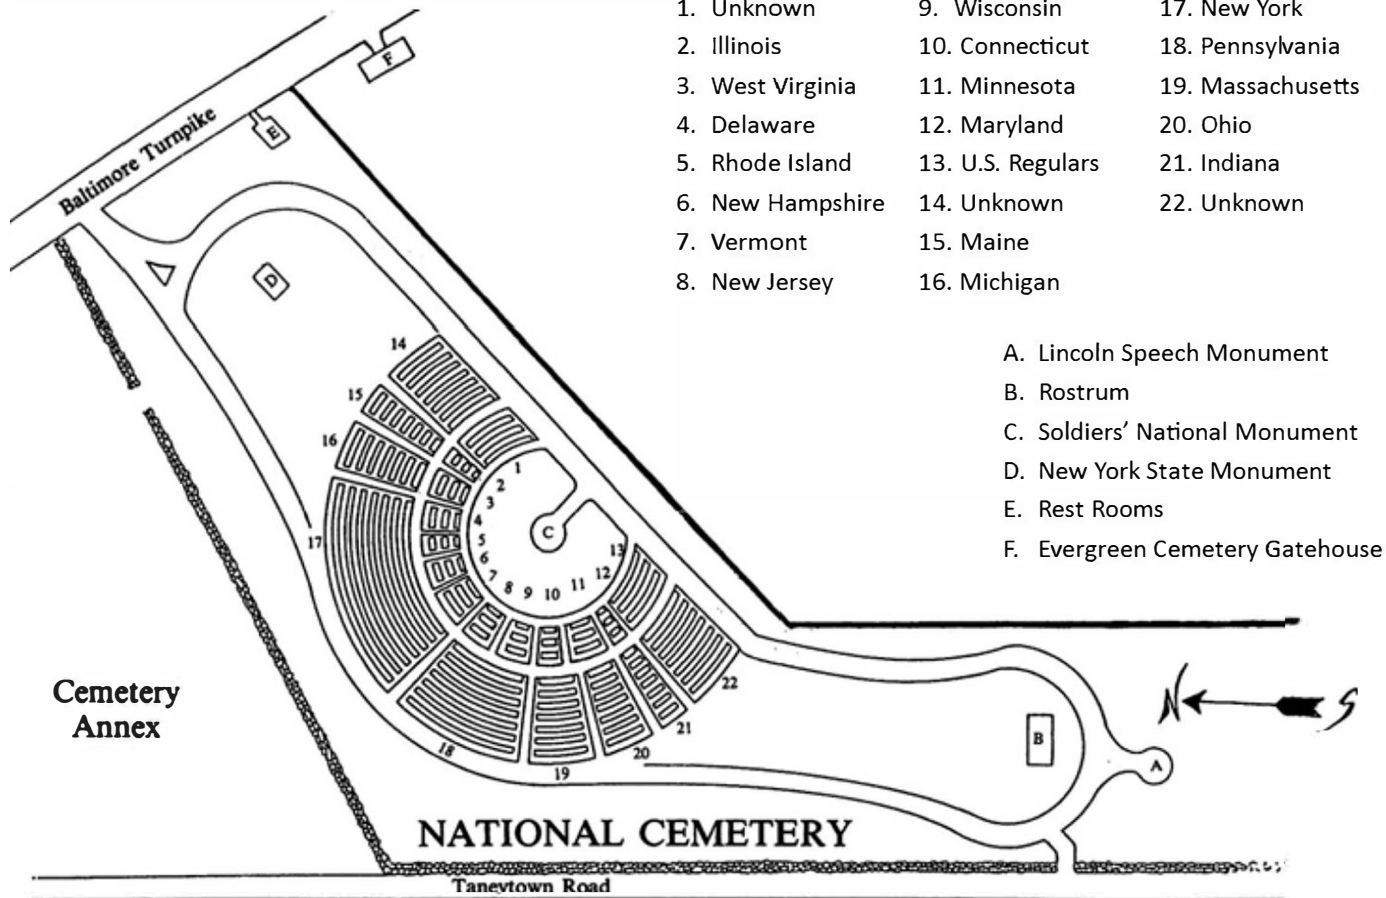 1. Unknown
2. Illinois
3. West Virginia
4. Delaware
5. Rhode Island
6. New Hampshire
7. Vermont
8. New Jersey
9. Wisconsin
10. Connecticut
11. Minnesota
12. Maryland
13. U.S. Regulars
14. Unknown
15. Maine
16. Michigan
17. New York
18. Pennsylvania
19. Massachusetts
20. Ohio
21. Indiana
22. Unknown
A. Lincoln Speech Monument
B. Rostrum
C. Soldiers’ National Monument
D. New York State Monument
E. Rest Rooms
F. Evergreen Cemetery Gatehouse
F
E
Baltimore Turnpike
D
14
15
16
1
2
3
4
5
6
7
8
9
10
11
12
13
C
17
18
19
20
21
22
Cemetery
Annex
N
S
B
A
NATIONAL CEMETERY
Taneytown Road